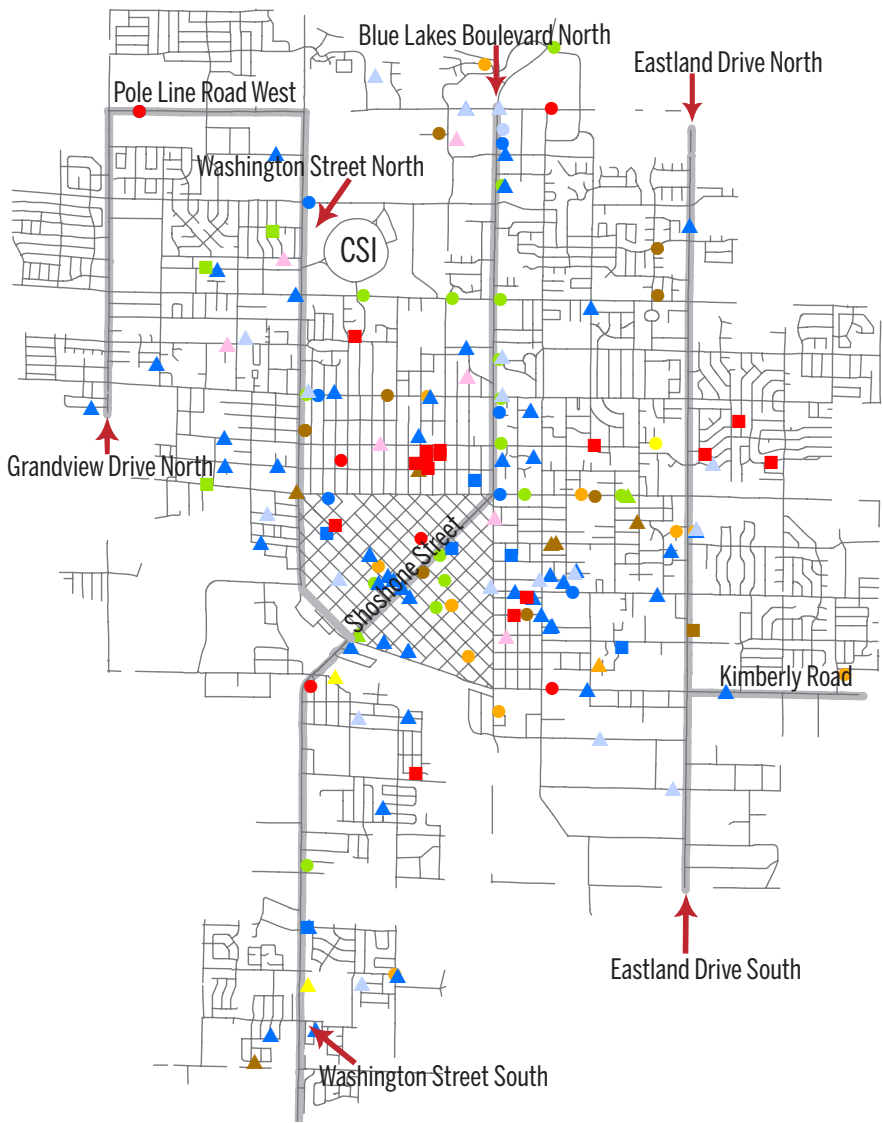 Blue Lakes Boulevard North
Eastland Drive North
Pole Line Road West
Washington Street North
CSI
Grandview Drive North
Shoshone Street
Kimberly Road
Eastland Drive South
Washington Street South